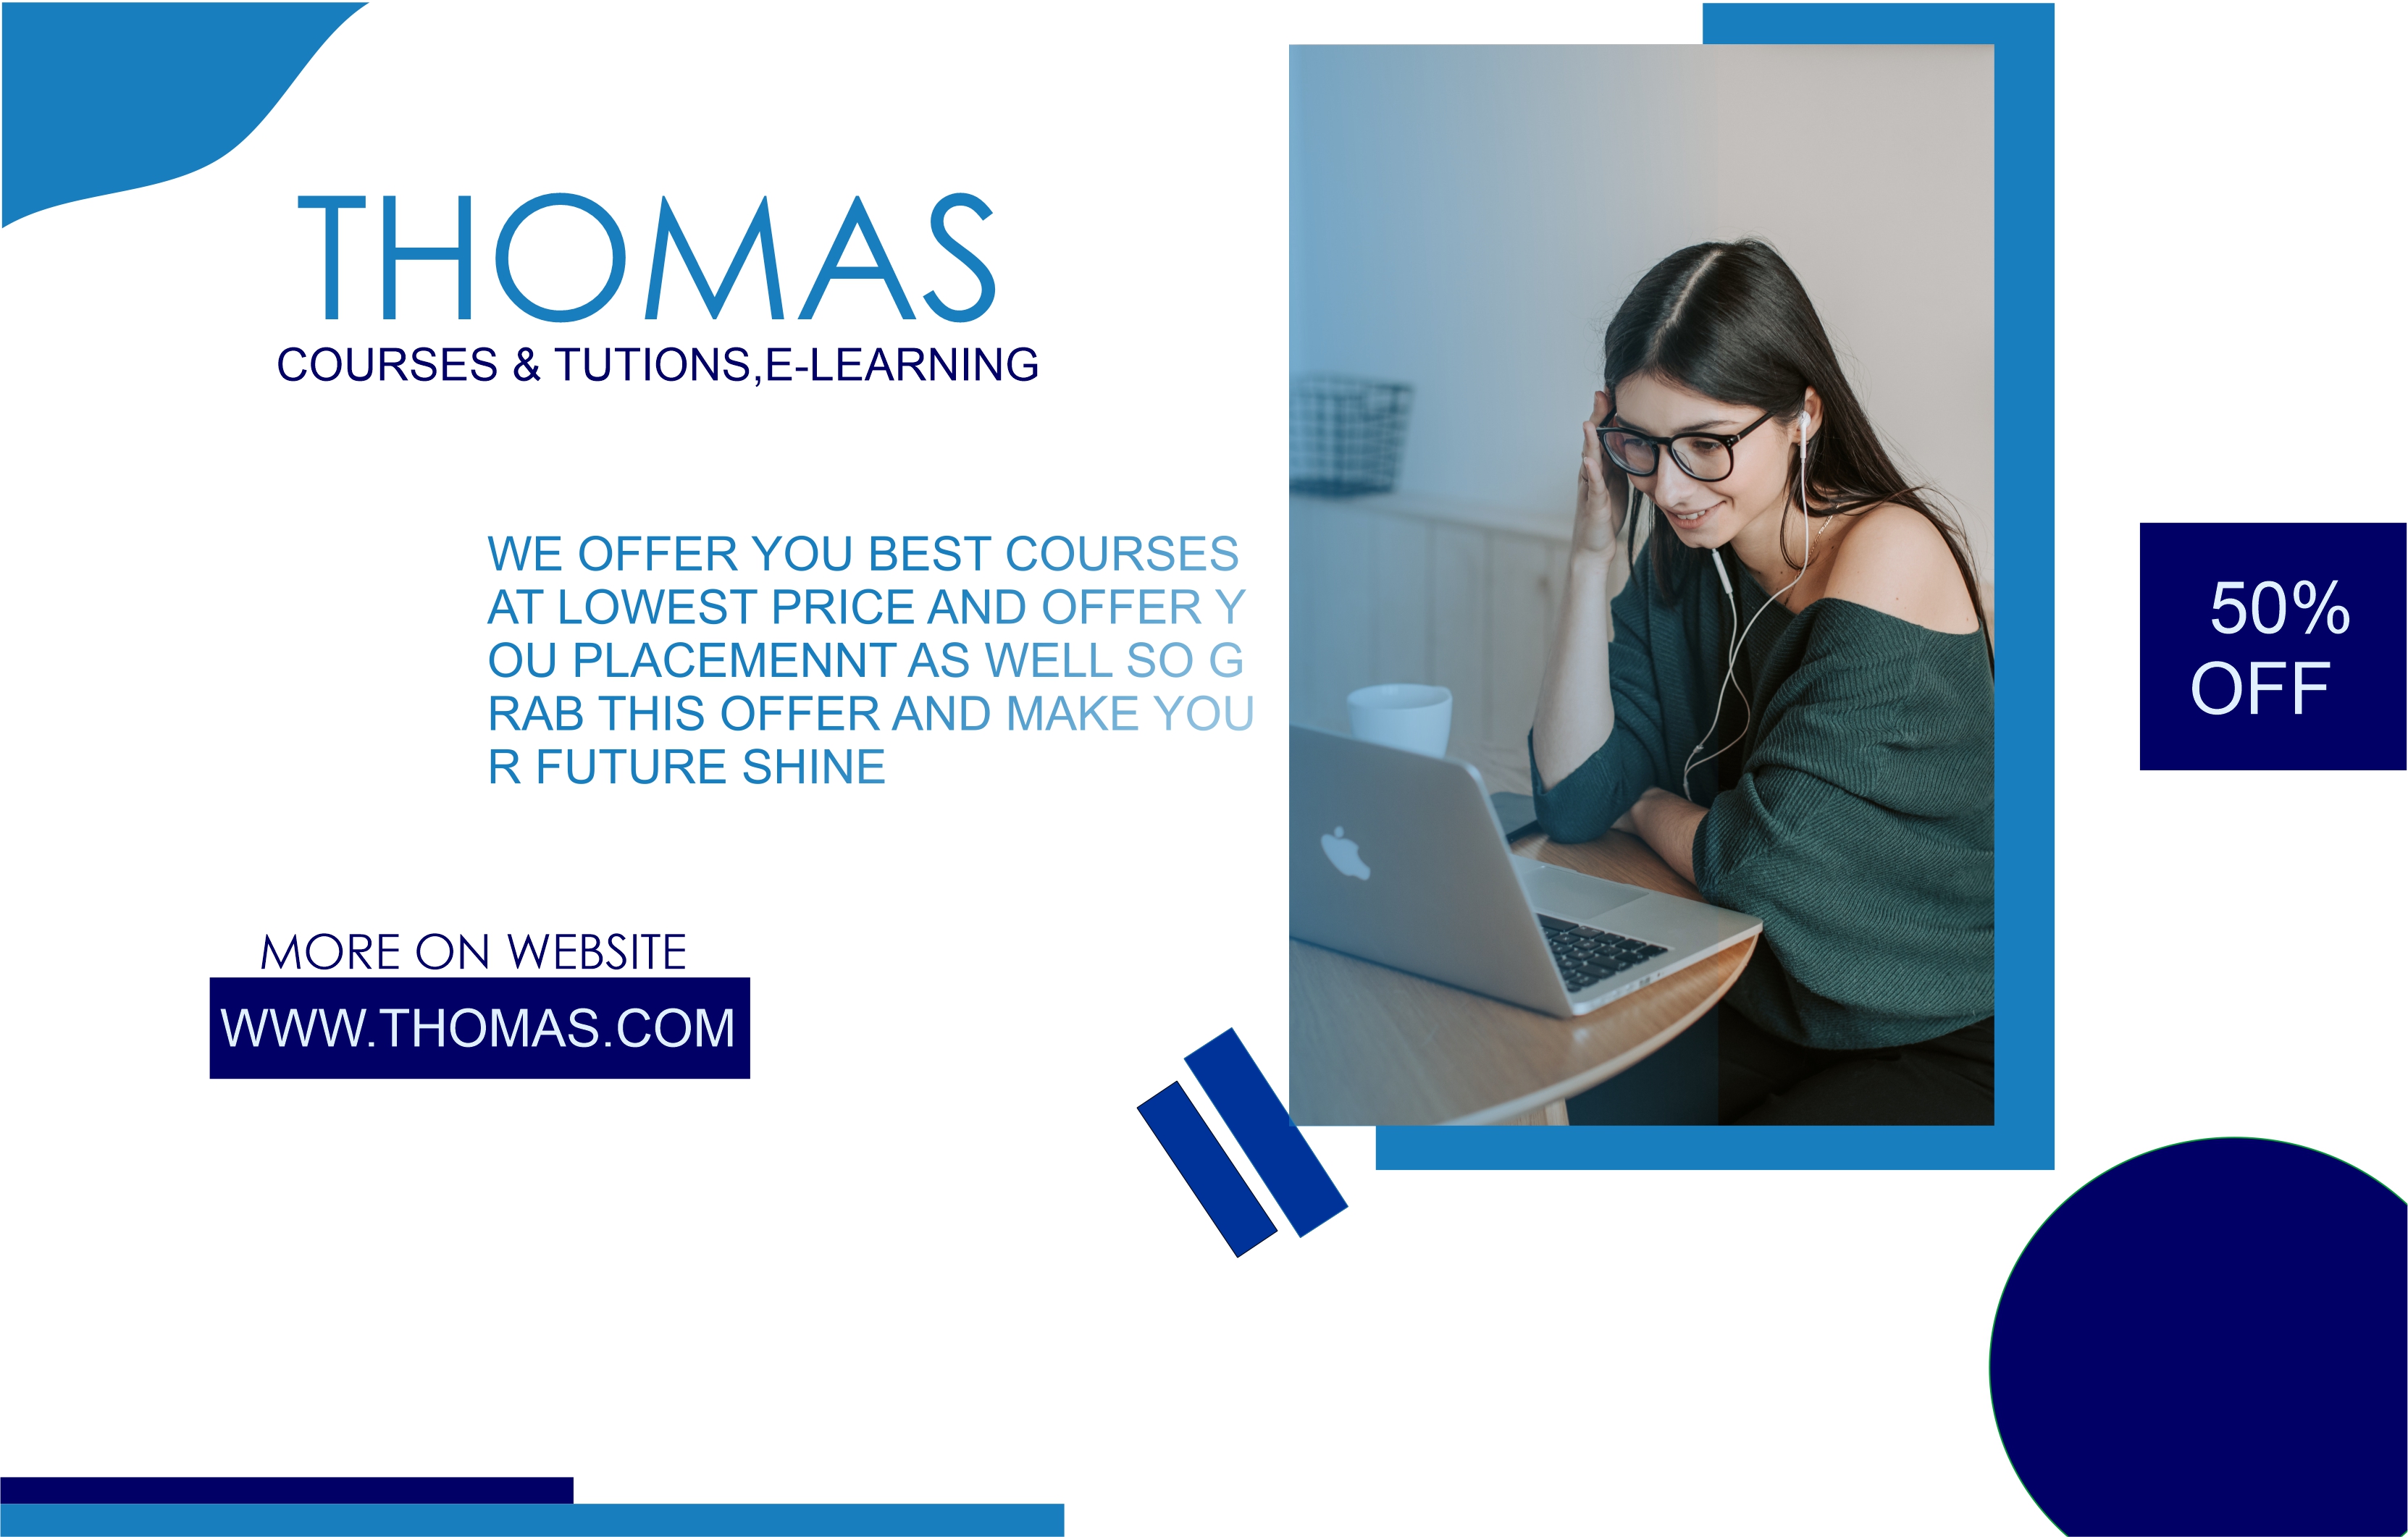 THOMAS
COURSES & TUTIONS,E-LEARNING
WE OFFER YOU BEST COURSES
AT LOWEST PRICE AND OFFER Y
OU PLACEMENNT AS WELL SO G
RAB THIS OFFER AND MAKE YOU
R FUTURE SHINE
50%
OFF
MORE ON WEBSITE
WWW.THOMAS.COM